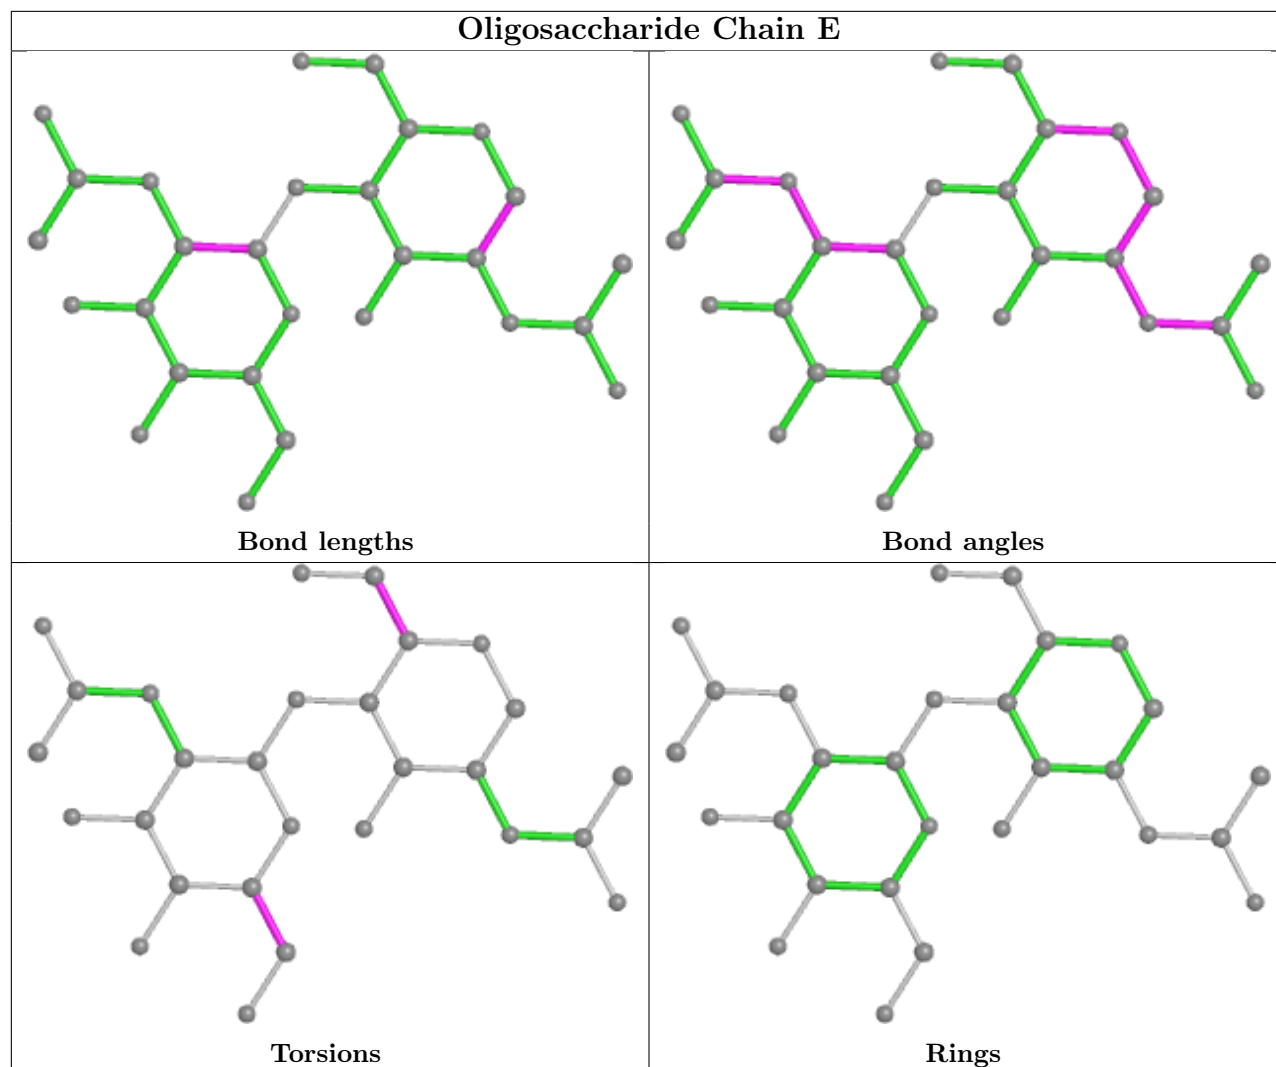 Oligosaccharide Chain E
Bond lengths
Bond angles
Torsions
Rings